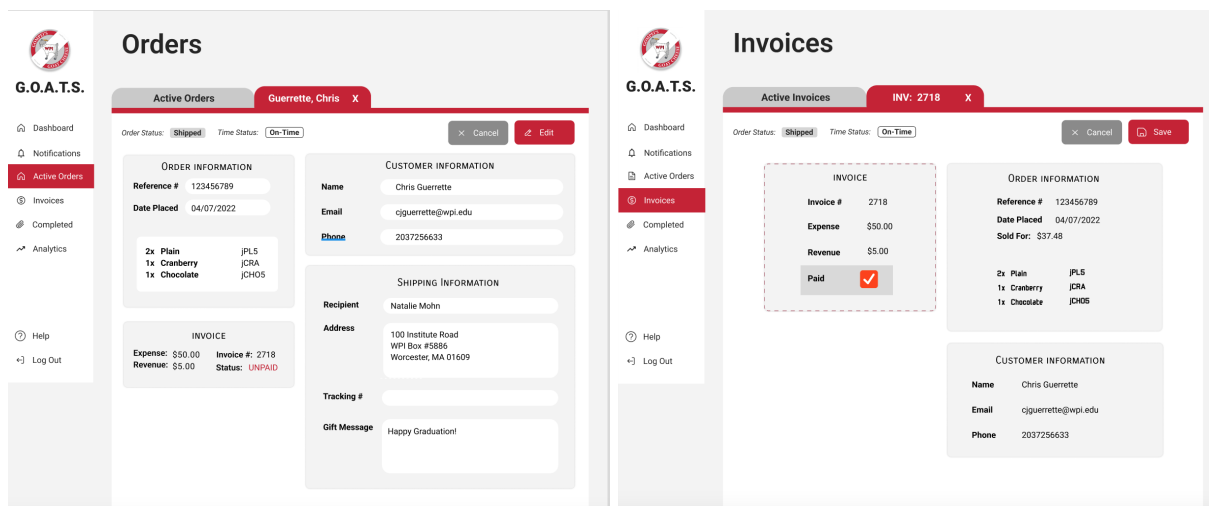 Orders
WPI
G.O.A.T.S.
Active Orders
Guerrette, Chris X
Dashboard
Notifications
Active Orders
Invoices
Completed
Analytics
Help
Log Out
Order Status: Shipped Time Status: On-Time
× Cancel
Edit
ORDER INFORMATION
Reference # 123456789
Date Placed 04/07/2022
2x Plain jPL5
1x Cranberry jCRA
1x Chocolate jCHO5
INVOICE
Expense: $50.00 Invoice #: 2718
Revenue: $5.00 Status: UNPAID
CUSTOMER INFORMATION
Name Chris Guerrette
Email cjguerrette@wpi.edu
Phone 2037256633
SHIPPING INFORMATION
Recipient Natalie Mohn
Address 100 Institute Road
WPI Box #5886
Worcester, MA 01609
Tracking #
Gift Message Happy Graduation!
Invoices
WPI
G.O.A.T.S.
Active Invoices
INV: 2718 X
Dashboard
Notifications
Active Orders
Invoices
Completed
Analytics
Help
Log Out
Order Status: Shipped Time Status: On-Time
× Cancel
Save
INVOICE
Invoice # 2718
Expense $50.00
Revenue $5.00
Paid
ORDER INFORMATION
Reference # 123456789
Date Placed 04/07/2022
Sold For: $37.48
2x Plain jPL5
1x Cranberry jCRA
1x Chocolate jCHO5
CUSTOMER INFORMATION
Name Chris Guerrette
Email cjguerrette@wpi.edu
Phone 2037256633